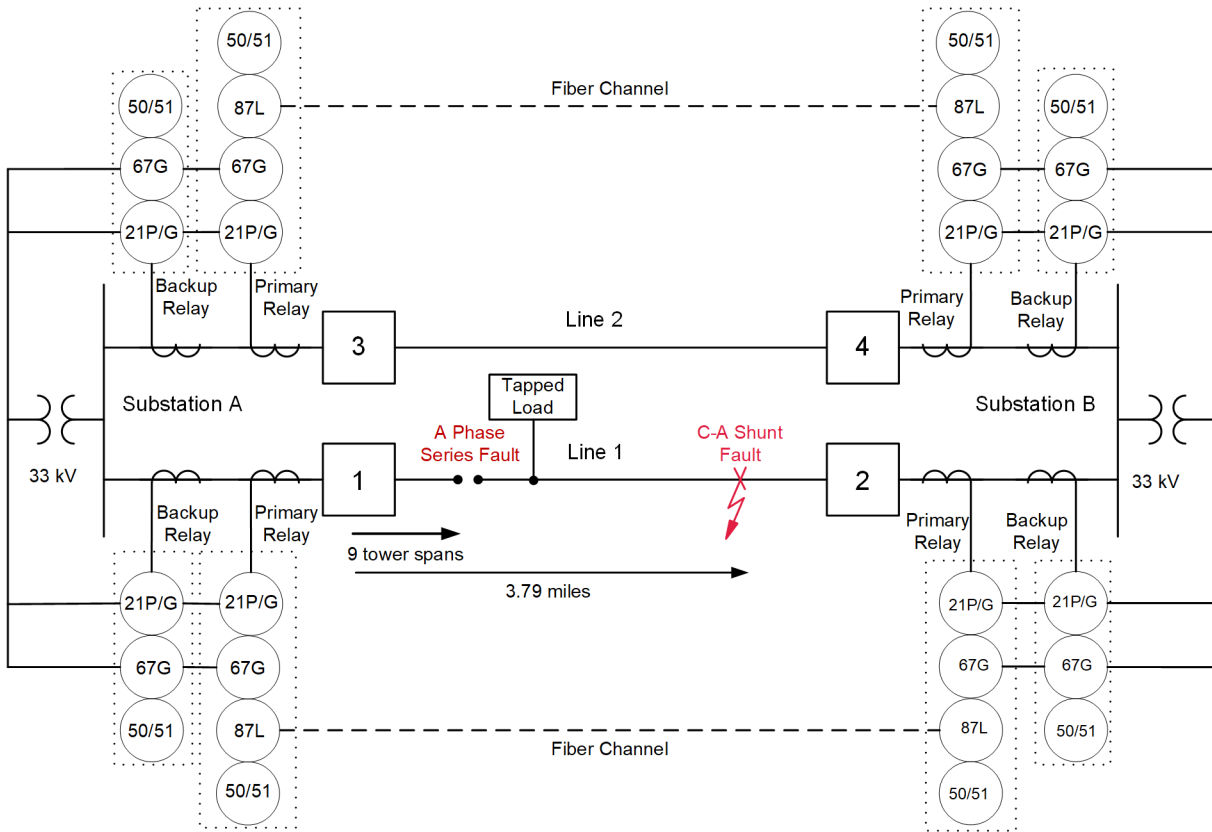 50/51
50/51
50/51
87L
Fiber Channel
87L
50/51
67G
67G
67G
67G
21P/G
21P/G
21P/G
21P/G
Backup
Relay
Primary
Relay
Primary
Relay
Backup
Relay
3
Line 2
4
Substation A
Tapped
Load
Substation B
33 kV
A Phase
Series Fault
Line 1
C-A Shunt
Fault
33 kV
1
2
Backup
Relay
Primary
Relay
9 tower spans
3.79 miles
Primary
Relay
Backup
Relay
21P/G
21P/G
21P/G
21P/G
67G
67G
67G
67G
50/51
87L
Fiber Channel
87L
50/51
50/51
50/51